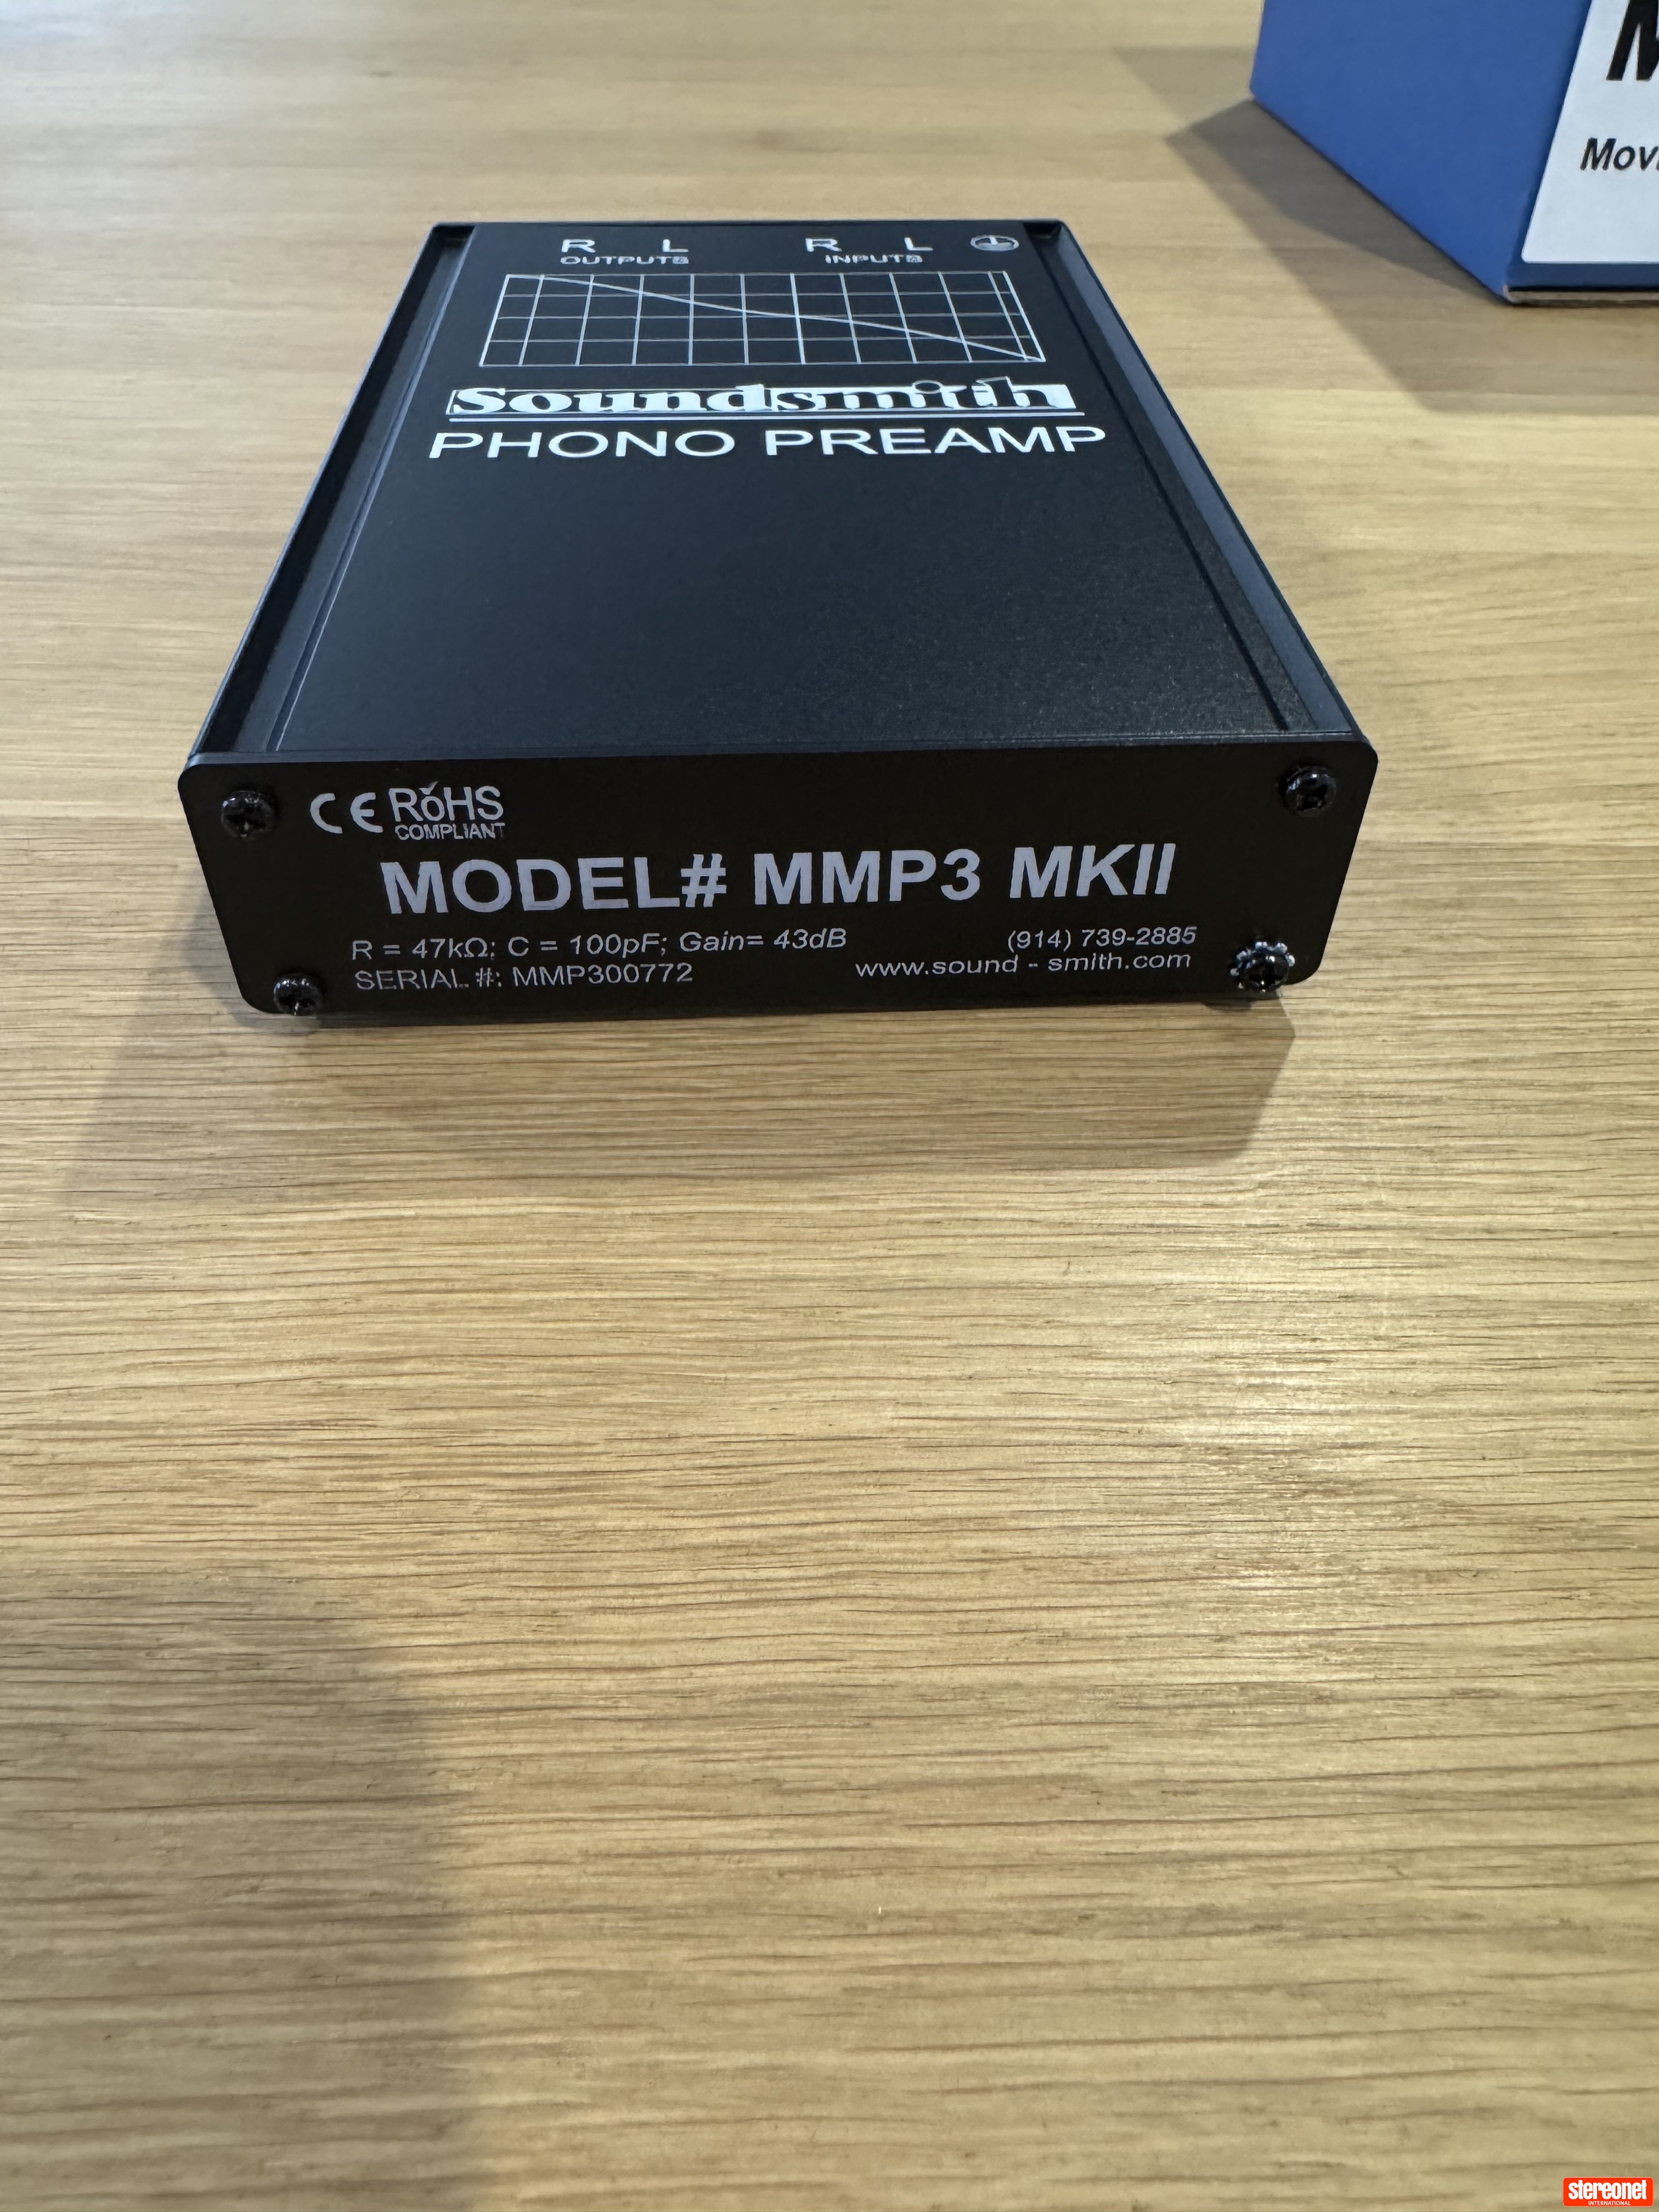 R L R L
OUTPUTS INPUTS
Soundsmith
PHONO PREAMP
CE RoHS
COMPLIANT
MODEL# MMP3 MKII
R = 47kΩ; C = 100pF; Gain= 43dB (914) 739-2885
SERIAL #: MMP300772 www.sound - smith.com
stereonet
INTERNATIONAL